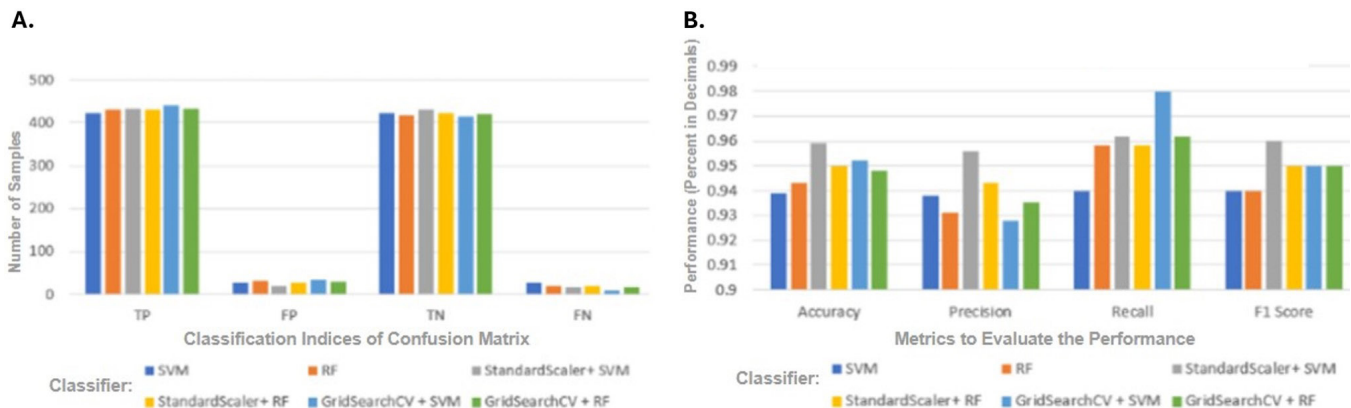 A.
Number of Samples
500
400
300
200
100
0
TP FP TN FN
Classification Indices of Confusion Matrix
Classifier:
SVM RF StandardScaler+ SVM
StandardScaler+ RF GridSearchCV + SVM GridSearchCV + RF
B.
Performance (Percent in Decimals)
0.99
0.98
0.97
0.96
0.95
0.94
0.93
0.92
0.91
0.9
Accuracy Precision Recall F1 Score
Metrics to Evaluate the Performance
Classifier:
SVM RF StandardScaler+ SVM
StandardScaler+ RF GridSearchCV + SVM GridSearchCV + RF